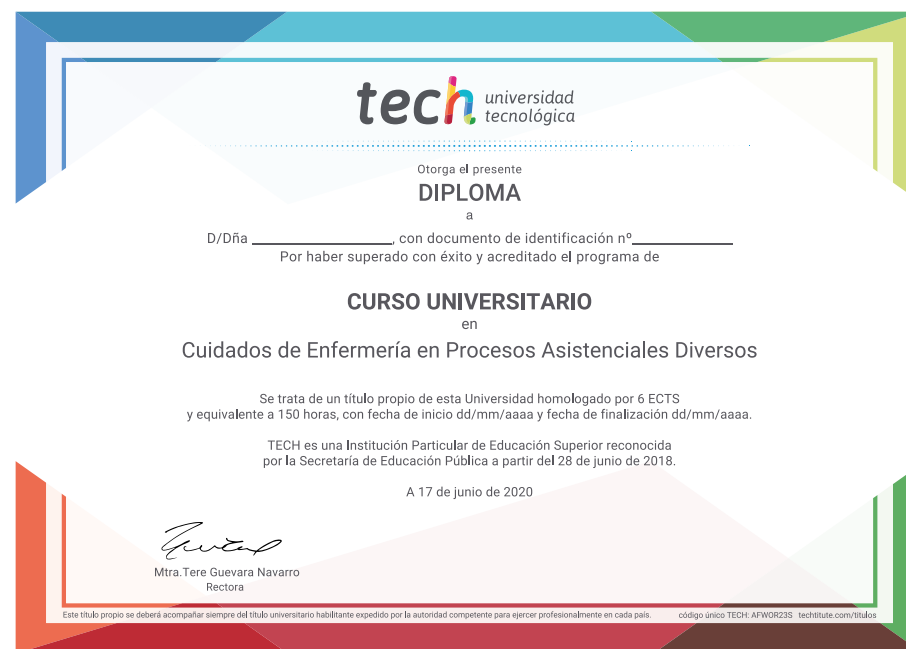 tech universidad
tecnológica
Otorga el presente
DIPLOMA
a
D/Dña ____________________, con documento de identificación nº______________
Por haber superado con éxito y acreditado el programa de
CURSO UNIVERSITARIO
en
Cuidados de Enfermería en Procesos Asistenciales Diversos
Se trata de un título propio de esta Universidad homologado por 6 ECTS
y equivalente a 150 horas, con fecha de inicio dd/mm/aaaa y fecha de finalización dd/mm/aaaa.
TECH es una Institución Particular de Educación Superior reconocida
por la Secretaría de Educación Pública a partir del 28 de junio de 2018.
A 17 de junio de 2020
Mtra.Tere Guevara Navarro
Rectora
Este título propio se deberá acompañar siempre del título universitario habilitante expedido por la autoridad competente para ejercer profesionalmente en cada país. código único TECH: AFWOR23S techtitute.com/titulos